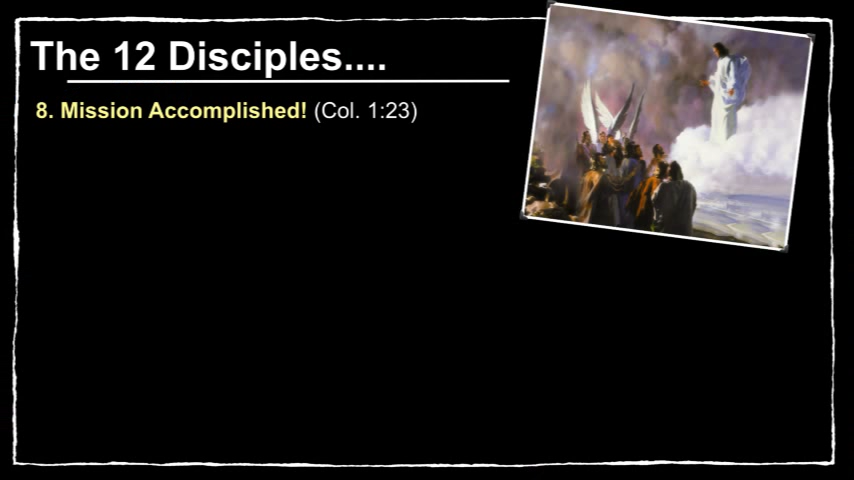 The 12 Disciples....
8. Mission Accomplished! (Col. 1:23)